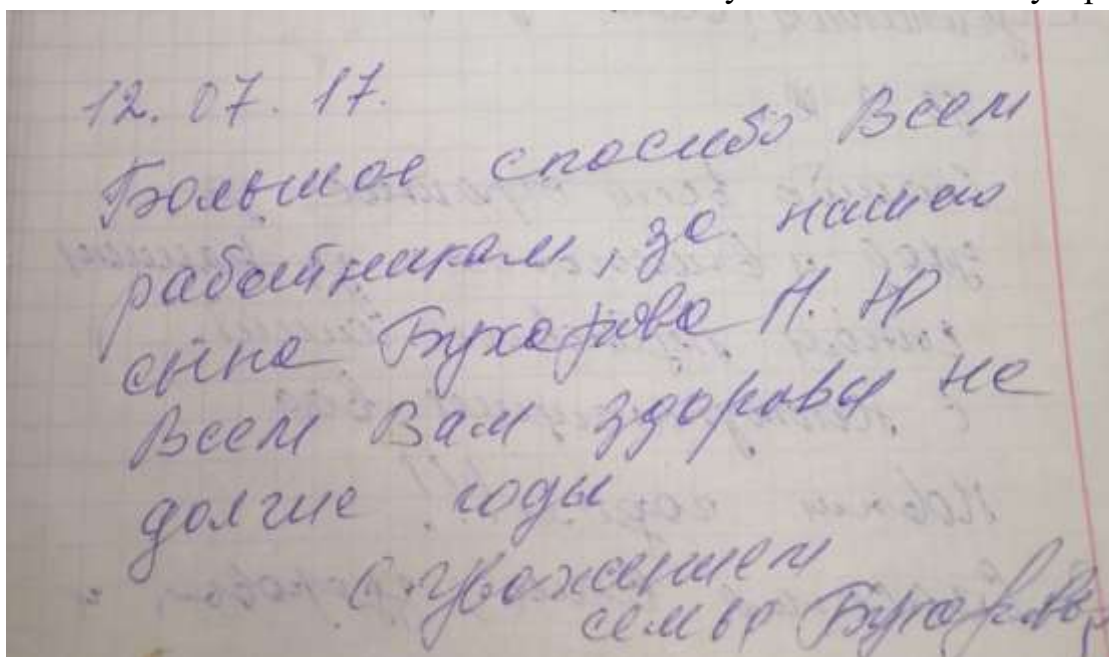 12.07.17.
Большое спасибо Всем
работникам, за нашего
сына Бухарова Н. Ю
Всем Вам здоровья на
долгие годы
С уважением
семья Бухаровых